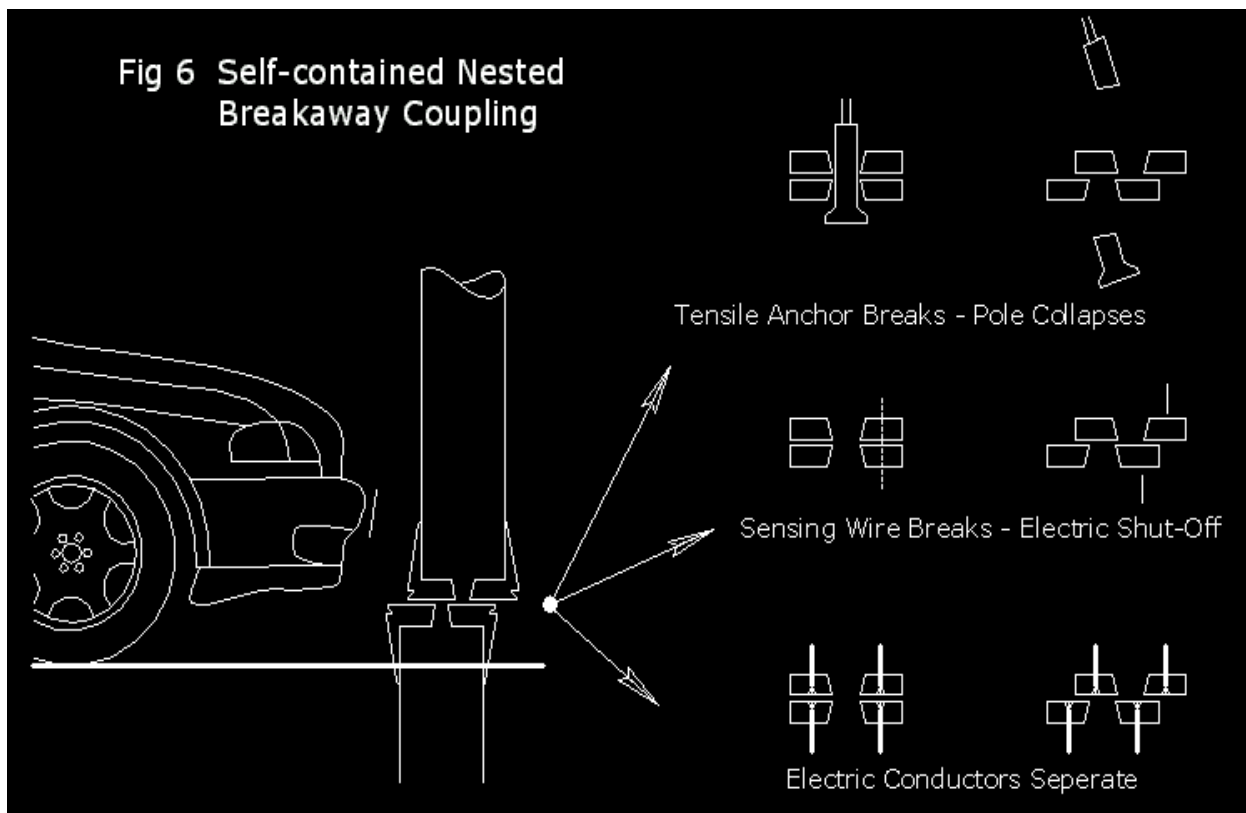 Fig 6 Self-contained Nested
Breakaway Coupling
Tensile Anchor Breaks - Pole Collapses
Sensing Wire Breaks - Electric Shut-Off
Electric Conductors Seperate